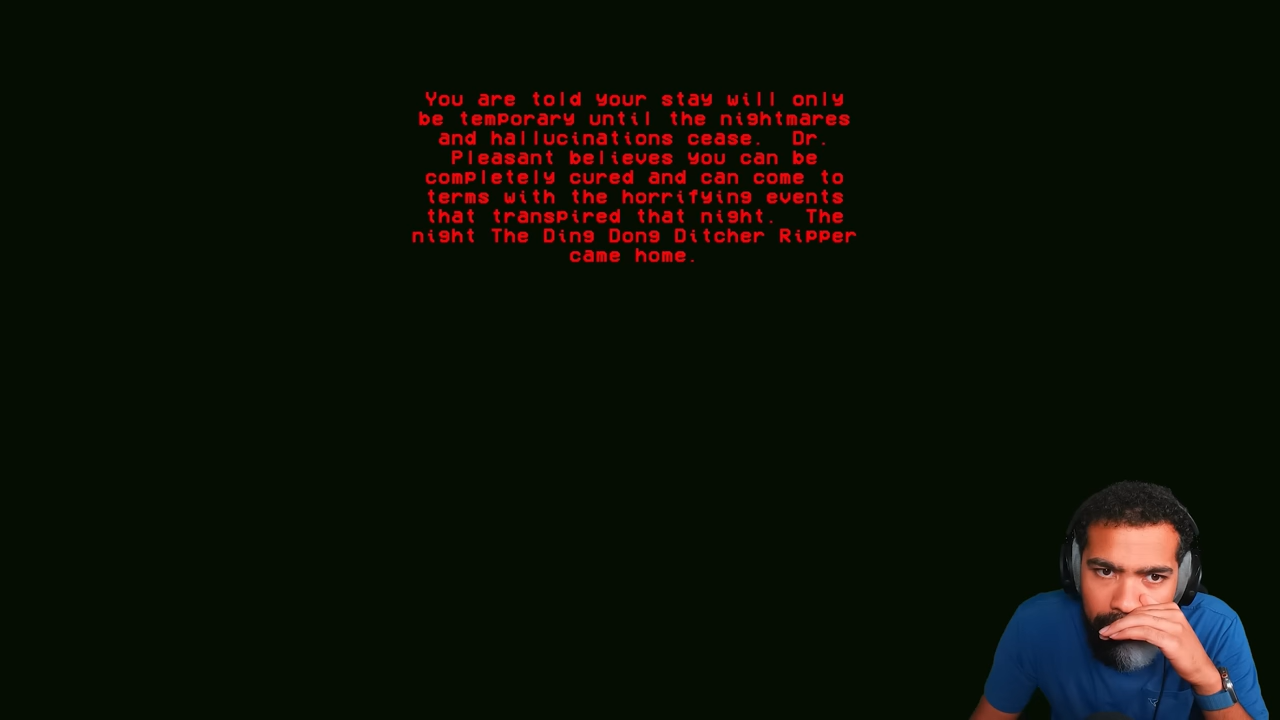 You are told your stay will only
be temporary until the nightmares
and hallucinations cease.  Dr.
Pleasant believes you can be
completely cured and can come to
terms with the horrifying events
that transpired that night.  The
night The Ding Dong Ditcher Ripper
came home.